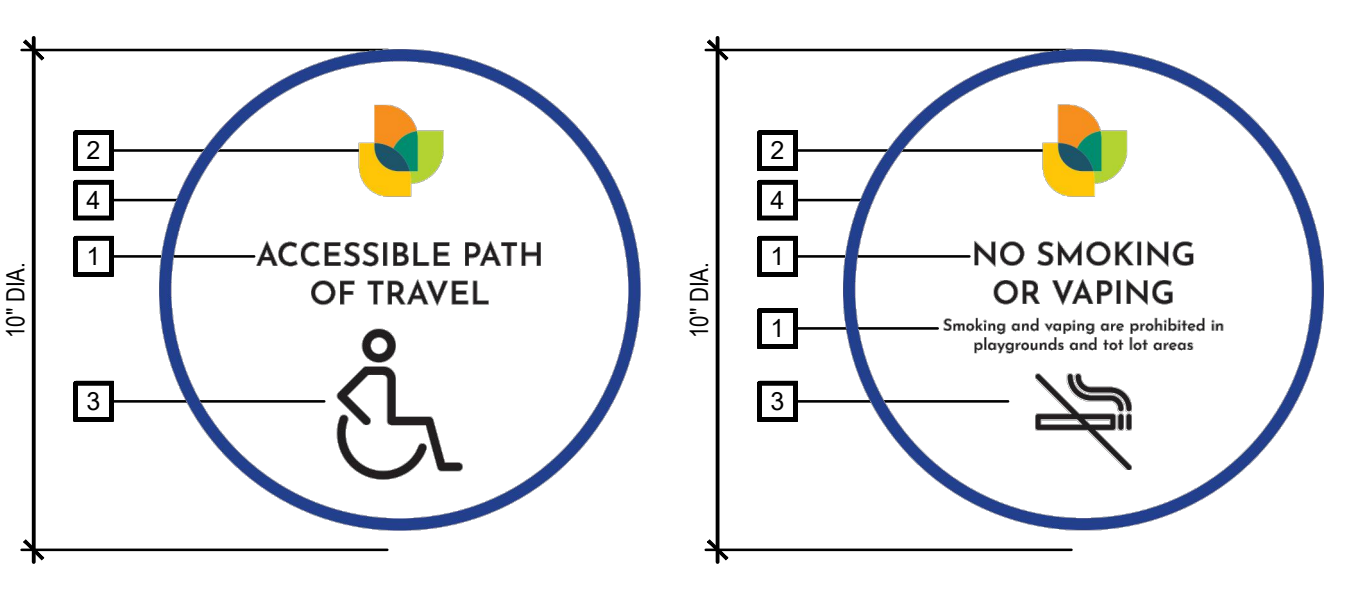 10" DIA.
2
4
1
3
ACCESSIBLE PATH
OF TRAVEL
10" DIA.
2
4
1
1
3
NO SMOKING
OR VAPING
Smoking and vaping are prohibited in
playgrounds and tot lot areas